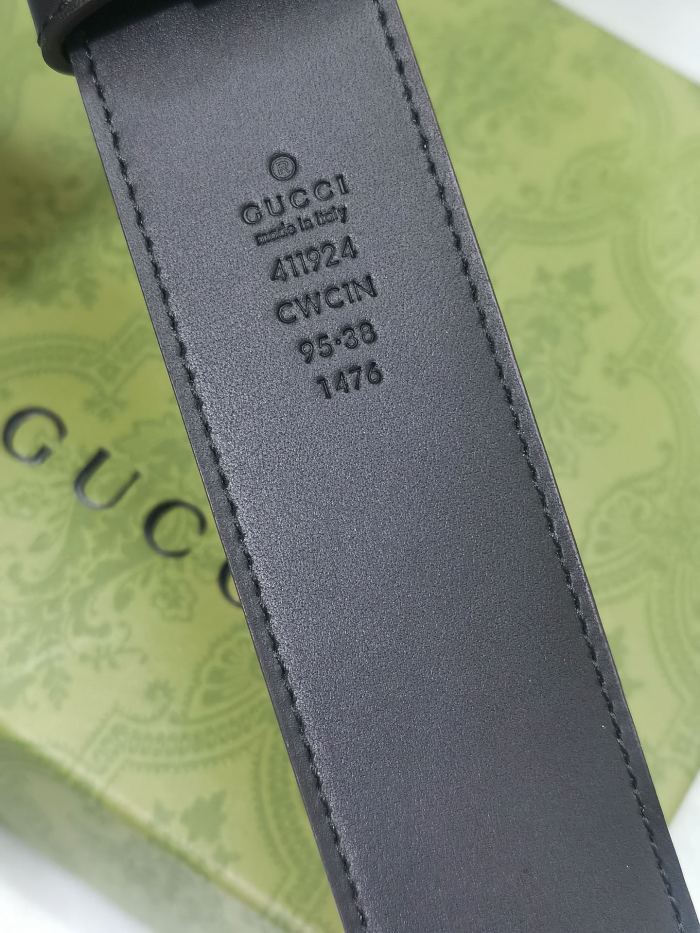 ®
GUCCI
made in italy
411924
CWCIN
95·38
1476
GUCC